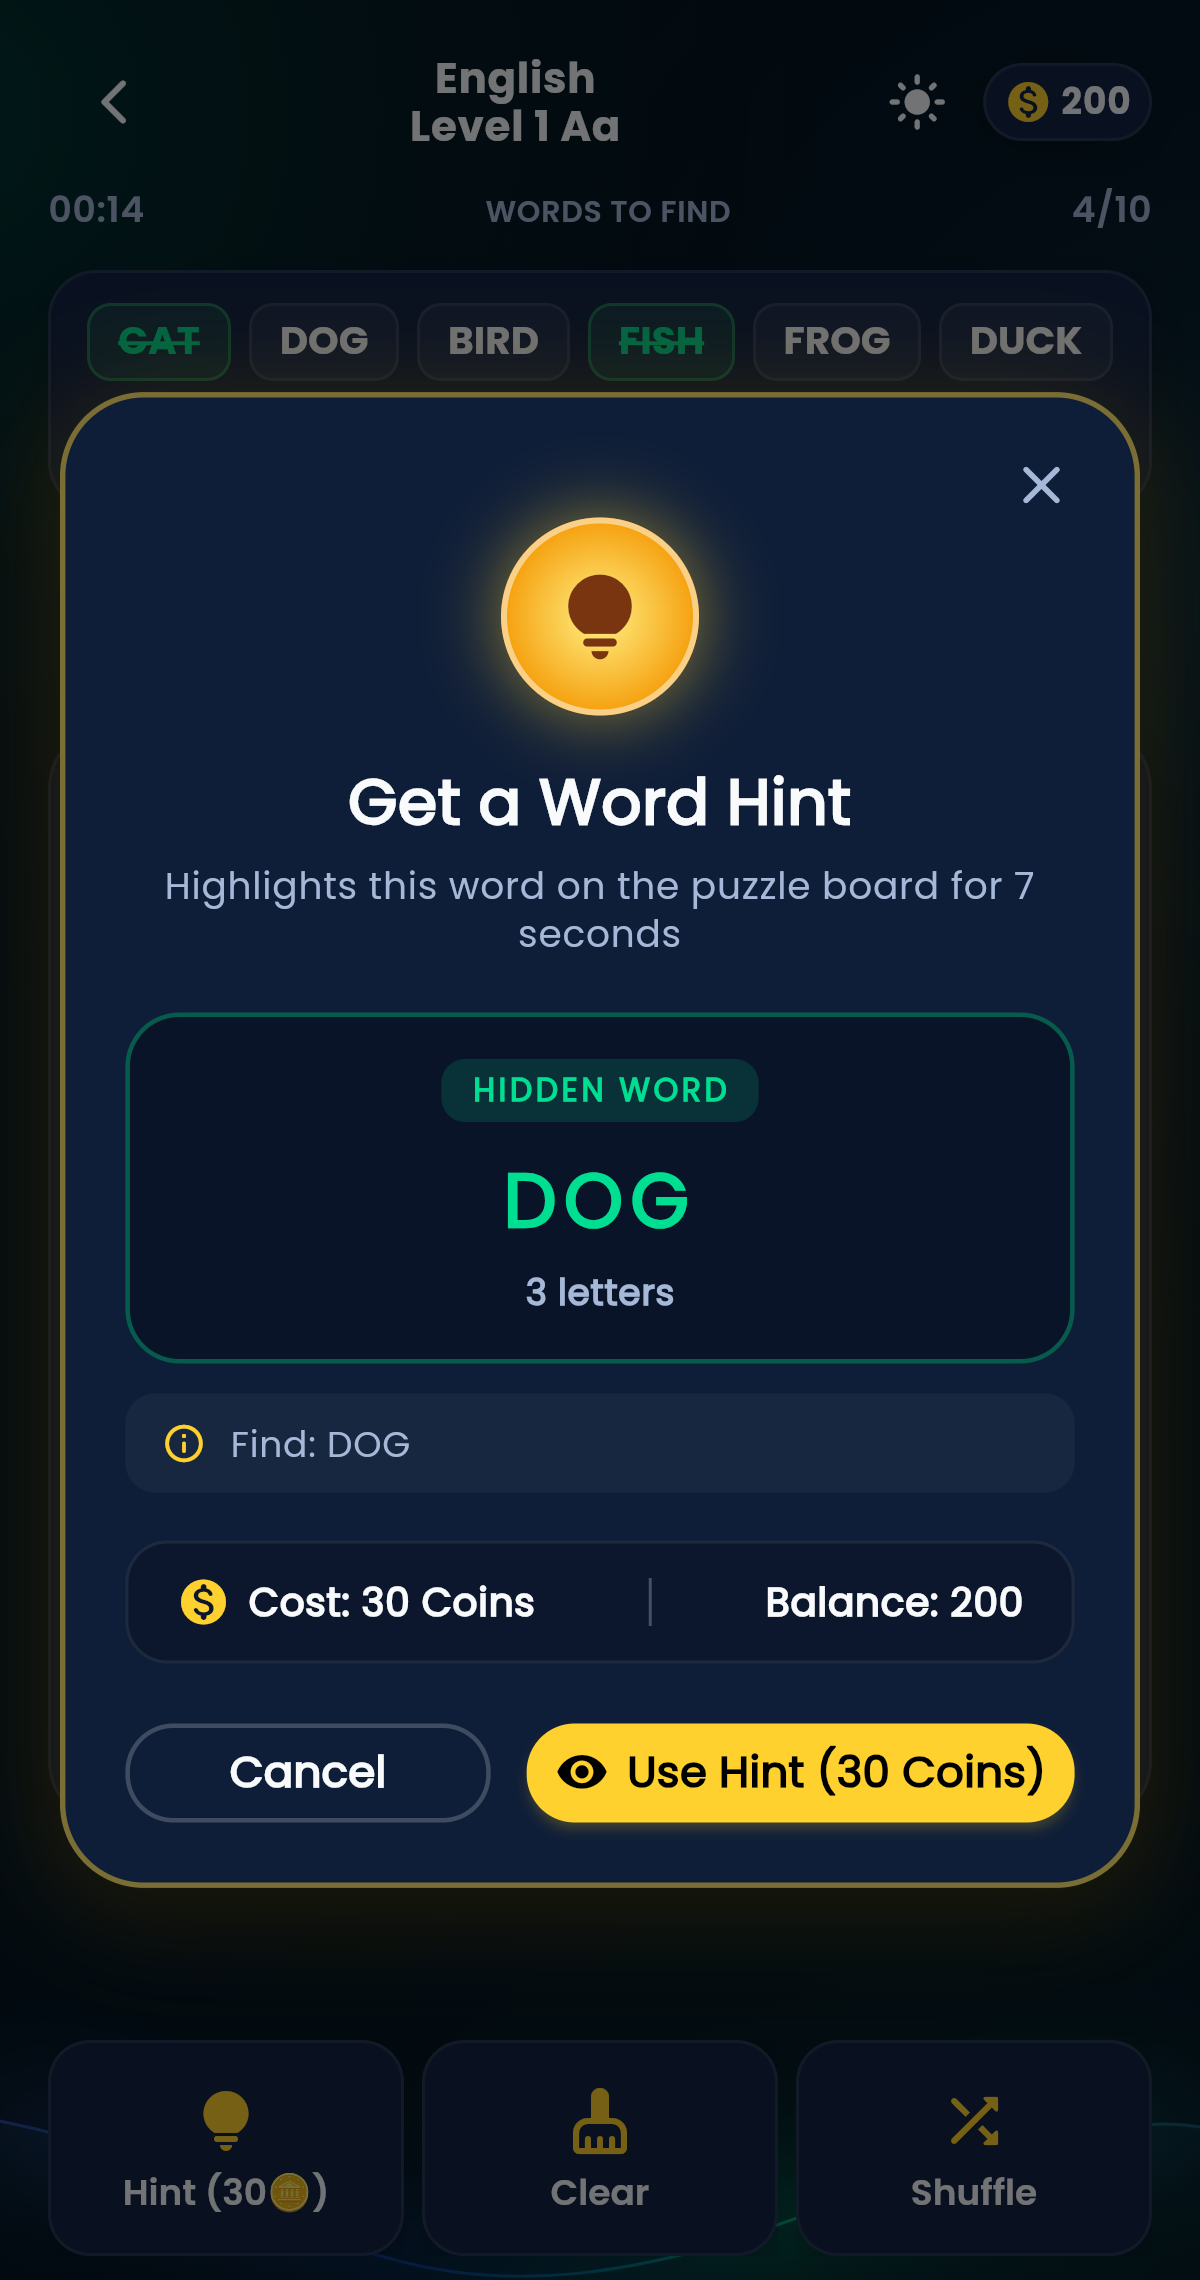 English
Level 1 Aa
200
00:14
WORDS TO FIND
4/10
CAT DOG BIRD FISH FROG DUCK
Get a Word Hint
Highlights this word on the puzzle board for 7
seconds
HIDDEN WORD
DOG
3 letters
Find: DOG
Cost: 30 Coins
Balance: 200
Cancel
Use Hint (30 Coins)
Hint (30🪙)
Clear
Shuffle